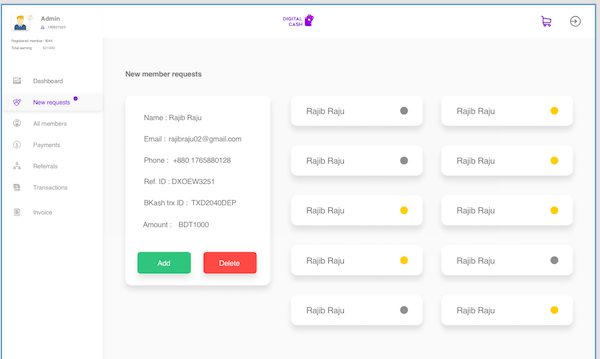 Admin
DIGITAL
CASH
Registered member: 3044
Total earning:
Dashboard
New requests
All members
Payments
Referrals
Transactions
Invoice
New member requests
Name : Rajib Raju
Email : rajibraju02@gmail.com
Phone : +880 1765880128
Ref. ID : DXOEW3251
BKash trx ID : TXD2040DEP
Amount : BDT1000
Add
Delete
Rajib Raju
Rajib Raju
Rajib Raju
Rajib Raju
Rajib Raju
Rajib Raju
Rajib Raju
Rajib Raju
Rajib Raju
Rajib Raju